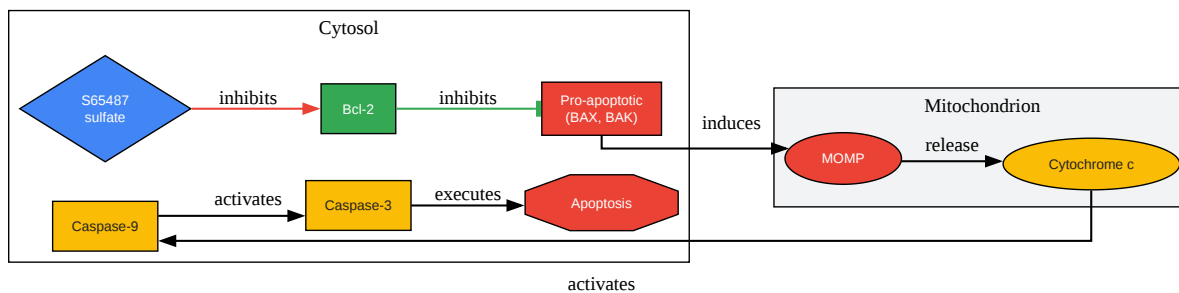 Cytosol
S65487
sulfate
inhibits
Bcl-2
inhibits
Pro-apoptotic
(BAX, BAK)
induces
Mitochondrion
MOMP
release
Cytochrome c
Caspase-9
activates
Caspase-3
executes
Apoptosis
activates